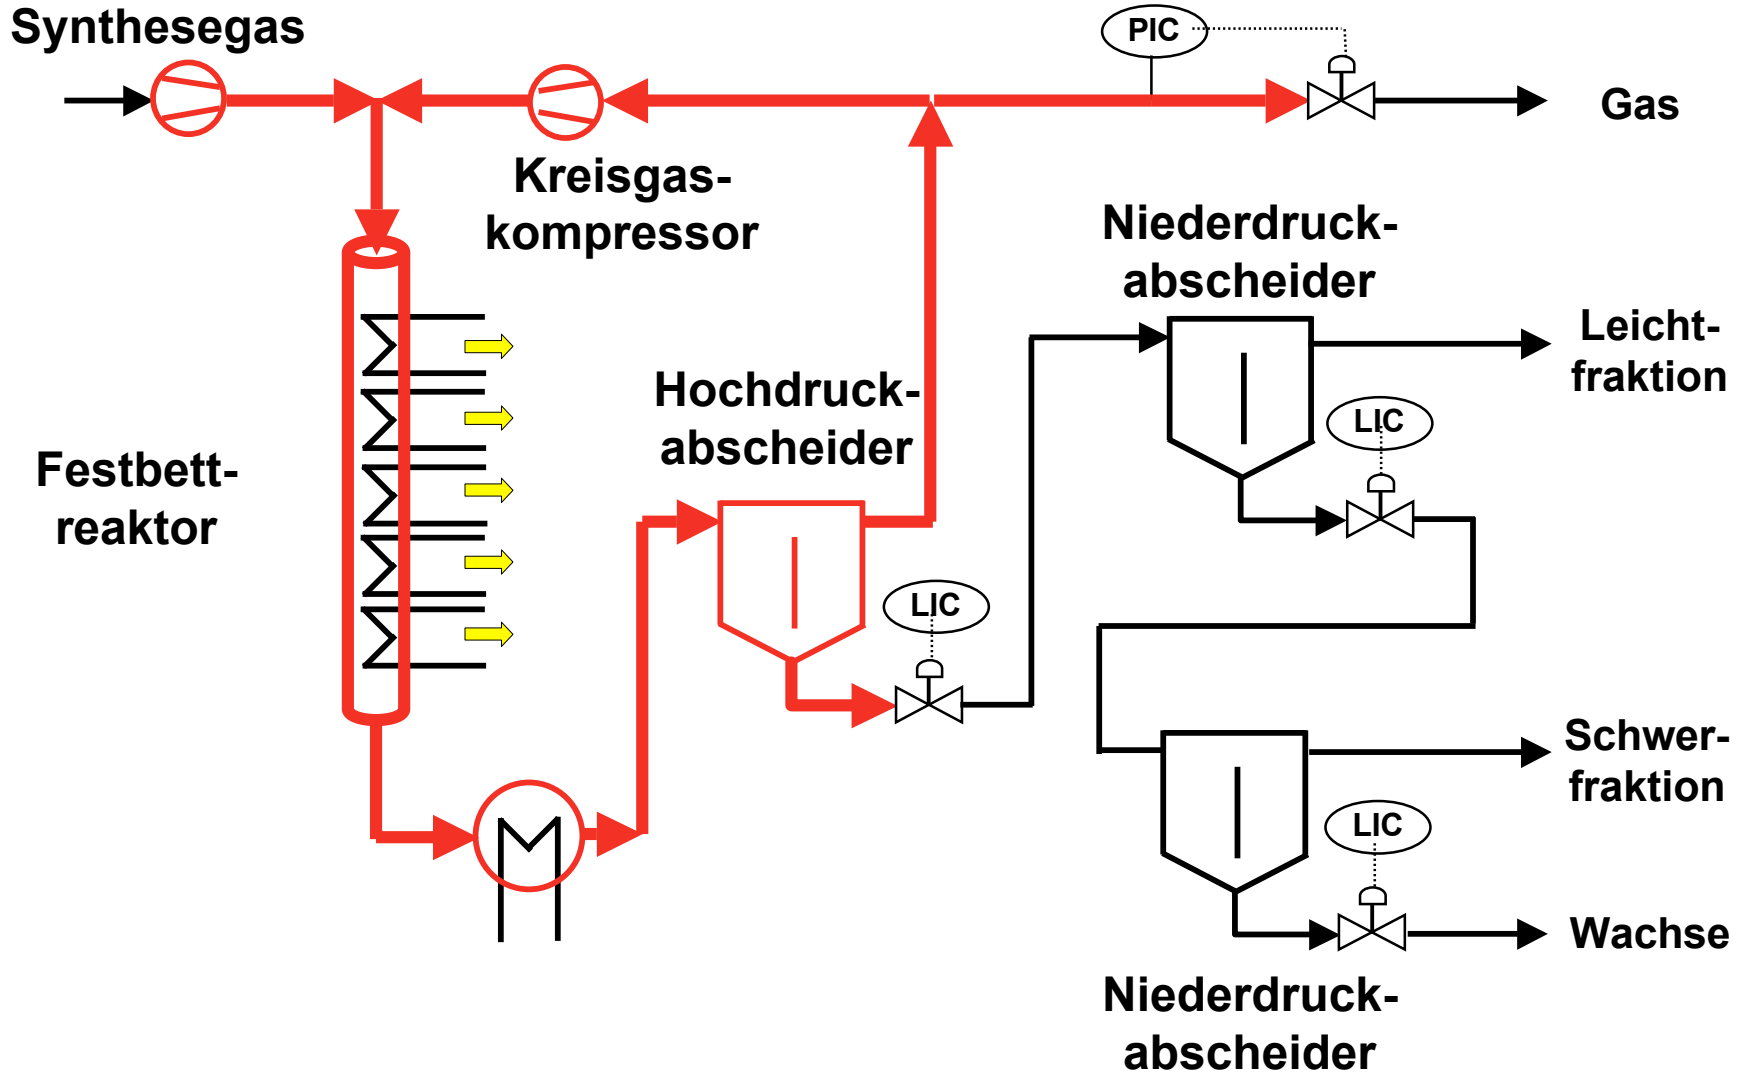 Synthesegas
PIC
Gas
Kreisgas-
kompressor
Niederdruck-
abscheider
Leicht-
fraktion
Hochdruck-
abscheider
LIC
Festbett-
reaktor
LIC
Schwer-
fraktion
LIC
Wachse
Niederdruck-
abscheider